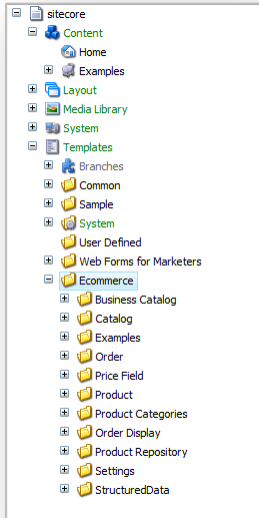 sitecore
Content
Home
Examples
Layout
Media Library
System
Templates
Branches
Common
Sample
System
User Defined
Web Forms for Marketers
Ecommerce
Business Catalog
Catalog
Examples
Order
Price Field
Product
Product Categories
Order Display
Product Repository
Settings
StructuredData